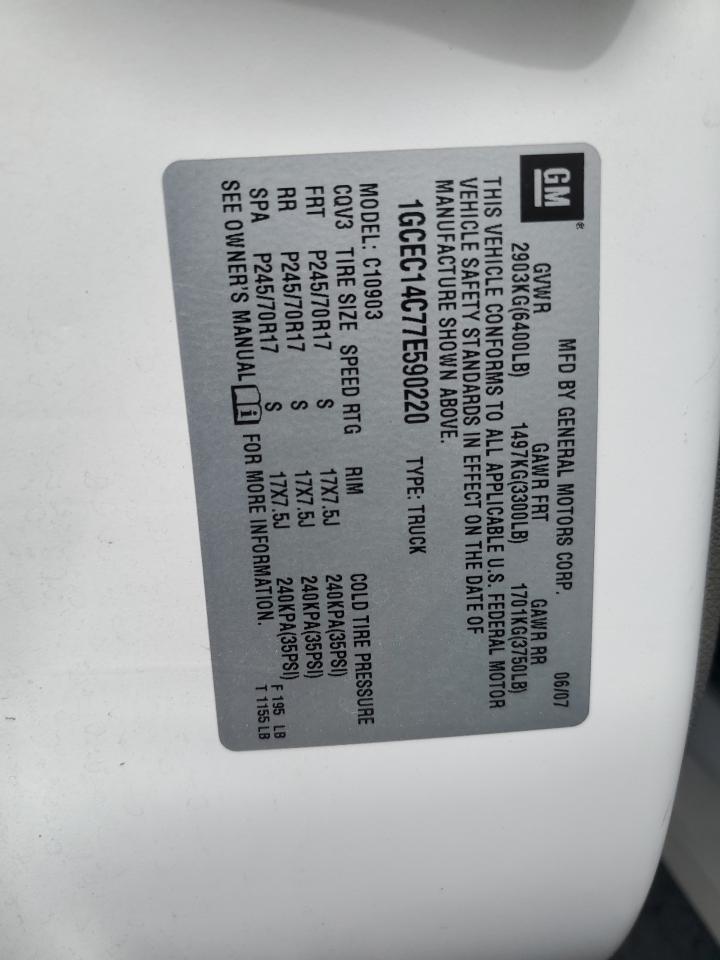 GM®
MFD BY GENERAL MOTORS CORP. 06/07
GVWR GAWR FRT GAWR RR
2903KG(6400LB) 1497KG(3300LB) 1701KG(3750LB)
THIS VEHICLE CONFORMS TO ALL APPLICABLE U.S. FEDERAL MOTOR
VEHICLE SAFETY STANDARDS IN EFFECT ON THE DATE OF
MANUFACTURE SHOWN ABOVE.
1GCEC14C77E590220 TYPE: TRUCK
MODEL: C10903
CQV3 TIRE SIZE SPEED RTG RIM COLD TIRE PRESSURE
FRT P245/70R17 S 17X7.5J 240KPA(35PSI)
RR P245/70R17 S 17X7.5J 240KPA(35PSI)
SPA P245/70R17 S 17X7.5J 240KPA(35PSI)
SEE OWNER'S MANUAL i FOR MORE INFORMATION.
F 195 LB
T 1155 LB